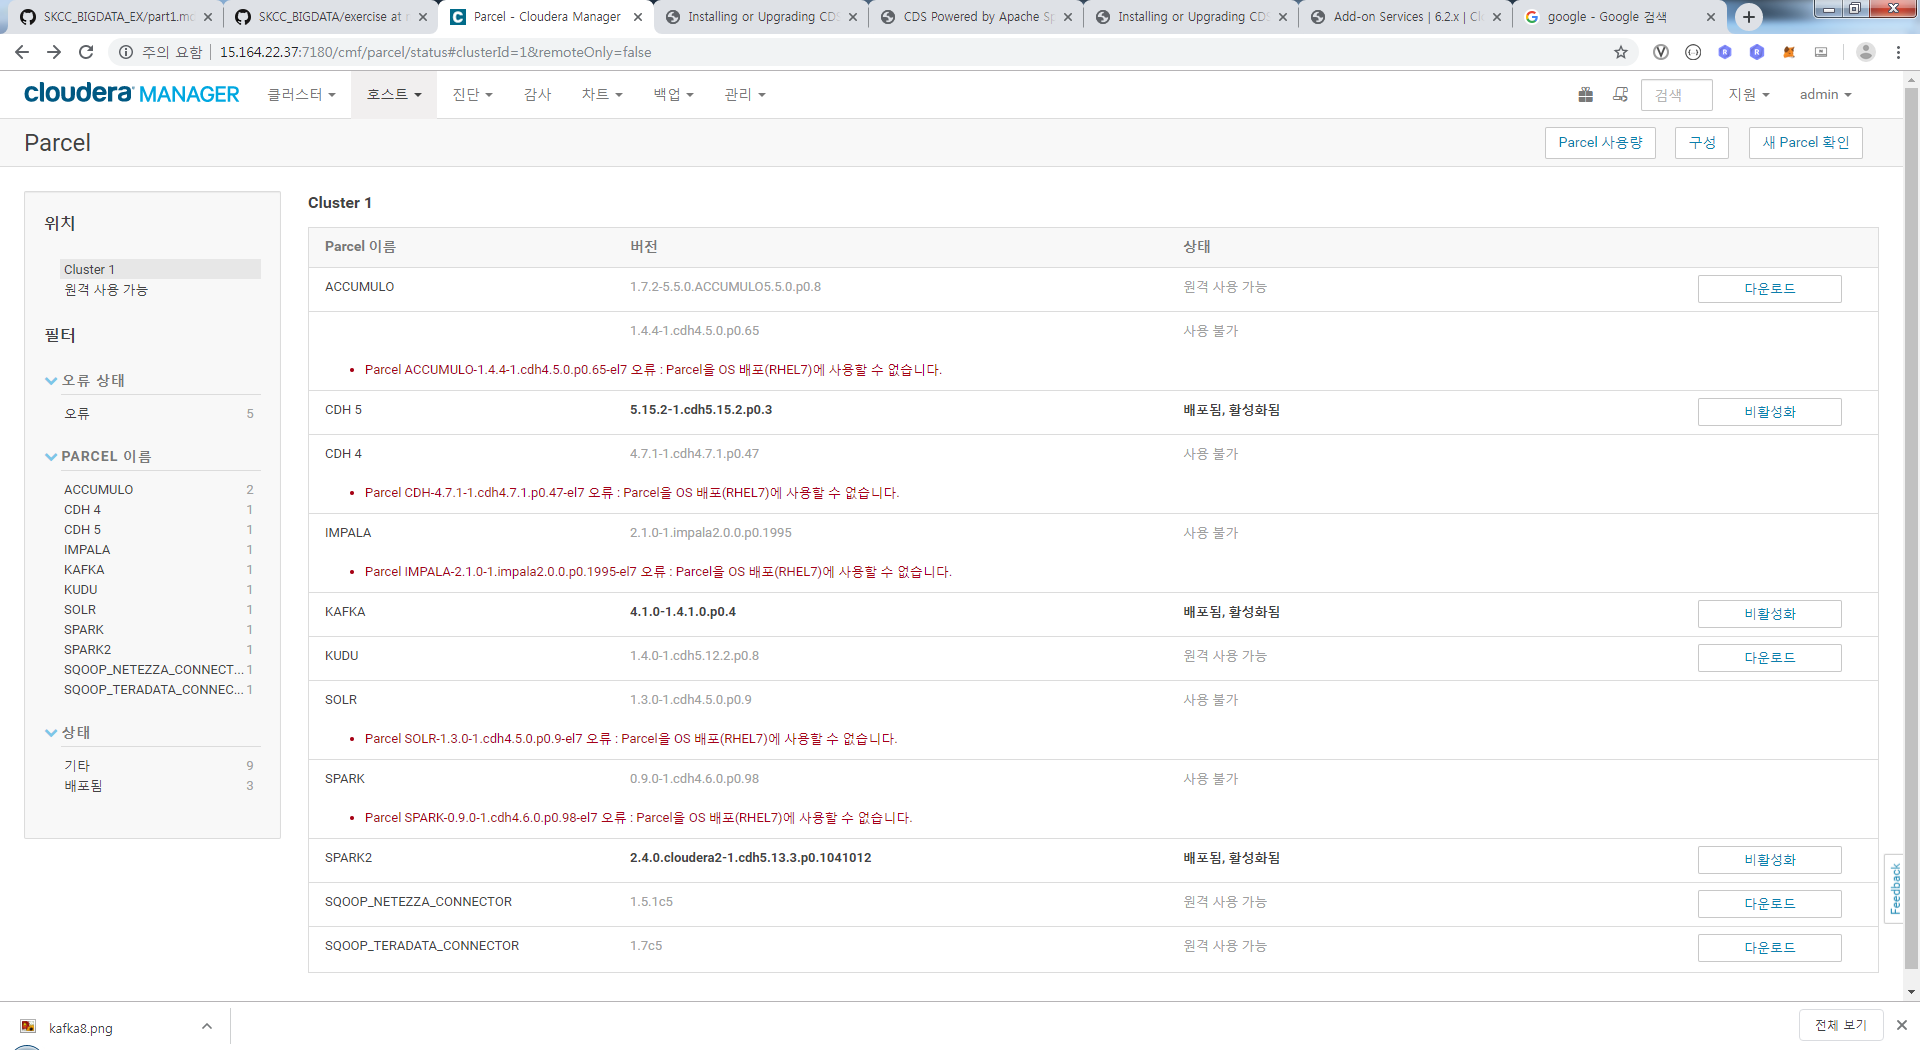 SKCC_BIGDATA_EX/part1.mc
SKCC_BIGDATA/exercise at
Parcel - Cloudera Manager
Installing or Upgrading CDS
CDS Powered by Apache Sp
Installing or Upgrading CDS
Add-on Services | 6.2.x | Cl
google - Google 검색
주의 요함 | 15.164.22.37:7180/cmf/parcel/status#clusterId=1&remoteOnly=false
cloudera MANAGER 클러스터 호스트 진단 감사 차트 백업 관리 검색 지원 admin
Parcel Parcel 사용량 구성 새 Parcel 확인
위치
Cluster 1
원격 사용 가능
필터
오류 상태
오류 5
PARCEL 이름
ACCUMULO 2
CDH 4 1
CDH 5 1
IMPALA 1
KAFKA 1
KUDU 1
SOLR 1
SPARK 1
SPARK2 1
SQOOP_NETEZZA_CONNECT... 1
SQOOP_TERADATA_CONNEC... 1
상태
기타 9
배포됨 3
Cluster 1
Parcel 이름 버전 상태
ACCUMULO 1.7.2-5.5.0.ACCUMULO5.5.0.p0.8 원격 사용 가능 다운로드
1.4.4-1.cdh4.5.0.p0.65 사용 불가
• Parcel ACCUMULO-1.4.4-1.cdh4.5.0.p0.65-el7 오류 : Parcel을 OS 배포(RHEL7)에 사용할 수 없습니다.
CDH 5 5.15.2-1.cdh5.15.2.p0.3 배포됨, 활성화됨 비활성화
CDH 4 4.7.1-1.cdh4.7.1.p0.47 사용 불가
• Parcel CDH-4.7.1-1.cdh4.7.1.p0.47-el7 오류 : Parcel을 OS 배포(RHEL7)에 사용할 수 없습니다.
IMPALA 2.1.0-1.impala2.0.0.p0.1995 사용 불가
• Parcel IMPALA-2.1.0-1.impala2.0.0.p0.1995-el7 오류 : Parcel을 OS 배포(RHEL7)에 사용할 수 없습니다.
KAFKA 4.1.0-1.4.1.0.p0.4 배포됨, 활성화됨 비활성화
KUDU 1.4.0-1.cdh5.12.2.p0.8 원격 사용 가능 다운로드
SOLR 1.3.0-1.cdh4.5.0.p0.9 사용 불가
• Parcel SOLR-1.3.0-1.cdh4.5.0.p0.9-el7 오류 : Parcel을 OS 배포(RHEL7)에 사용할 수 없습니다.
SPARK 0.9.0-1.cdh4.6.0.p0.98 사용 불가
• Parcel SPARK-0.9.0-1.cdh4.6.0.p0.98-el7 오류 : Parcel을 OS 배포(RHEL7)에 사용할 수 없습니다.
SPARK2 2.4.0.cloudera2-1.cdh5.13.3.p0.1041012 배포됨, 활성화됨 비활성화
SQOOP_NETEZZA_CONNECTOR 1.5.1c5 원격 사용 가능 다운로드
SQOOP_TERADATA_CONNECTOR 1.7c5 원격 사용 가능 다운로드
Feedback
kafka8.png 전체 보기